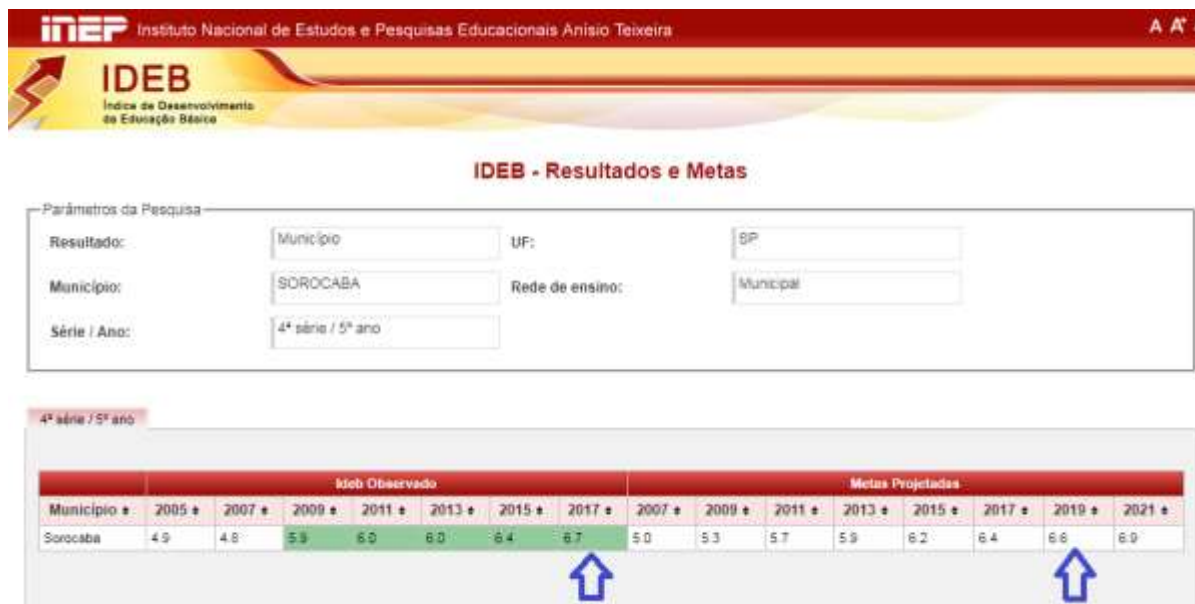 inEP Instituto Nacional de Estudos e Pesquisas Educacionais Anísio Teixeira A A+
IDEB
Índice de Desenvolvimento
da Educação Básica
IDEB - Resultados e Metas
Parâmetros da Pesquisa
Resultado: Município UF: SP
Município: SOROCABA Rede de ensino: Municipal
Série / Ano: 4ª série / 5º ano
4ª série / 5º ano
Ideb Observado Metas Projetadas
Município 2005 2007 2009 2011 2013 2015 2017 2007 2009 2011 2013 2015 2017 2019 2021
Sorocaba 4.9 4.8 5.9 6.0 6.0 6.4 6.7 5.0 5.3 5.7 5.9 6.2 6.4 6.6 6.9